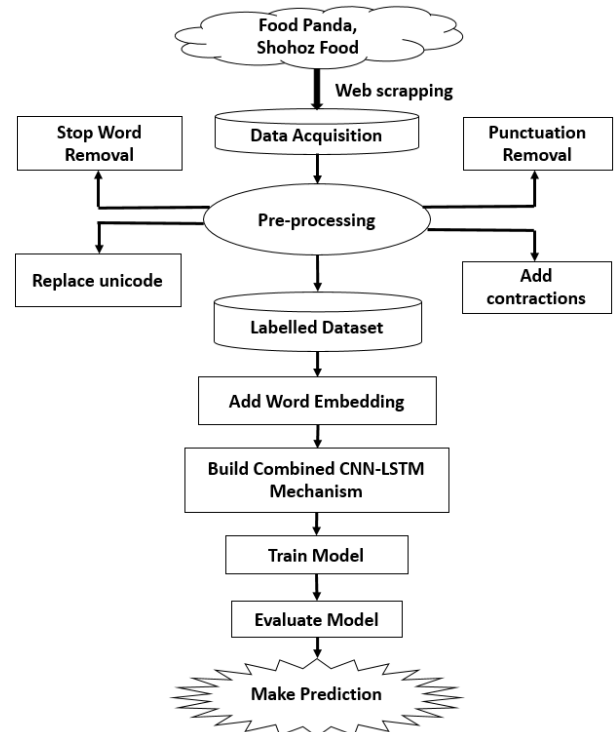 Food Panda,
Shohoz Food
Web scrapping
Data Acquisition
Stop Word
Removal
Punctuation
Removal
Pre-processing
Replace unicode
Add
contractions
Labelled Dataset
Add Word Embedding
Build Combined CNN-LSTM
Mechanism
Train Model
Evaluate Model
Make Prediction